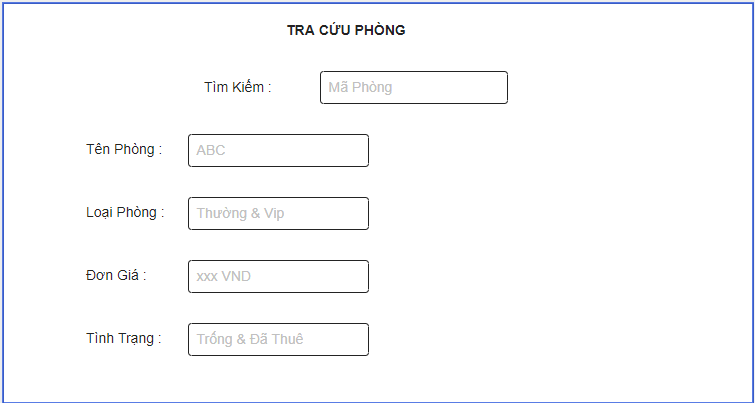 TRA CỨU PHÒNG
Tìm Kiếm : Mã Phòng
Tên Phòng : ABC
Loại Phòng : Thường & Vip
Đơn Giá : xxx VND
Tình Trạng : Trống & Đã Thuê